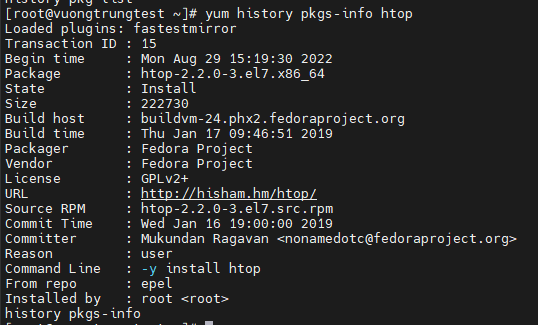 history pkg-list
[root@vuongtrungtest ~]# yum history pkgs-info htop
Loaded plugins: fastestmirror
Transaction ID : 15
Begin time     : Mon Aug 29 15:19:30 2022
Package        : htop-2.2.0-3.el7.x86_64
State          : Install
Size           : 222730
Build host     : buildvm-24.phx2.fedoraproject.org
Build time     : Thu Jan 17 09:46:51 2019
Packager       : Fedora Project
Vendor         : Fedora Project
License        : GPLv2+
URL            : http://hisham.hm/htop/
Source RPM     : htop-2.2.0-3.el7.src.rpm
Commit Time    : Wed Jan 16 19:00:00 2019
Committer      : Mukundan Ragavan <nonamedotc@fedoraproject.org>
Reason         : user
Command Line   : -y install htop
From repo      : epel
Installed by   : root <root>
history pkgs-info